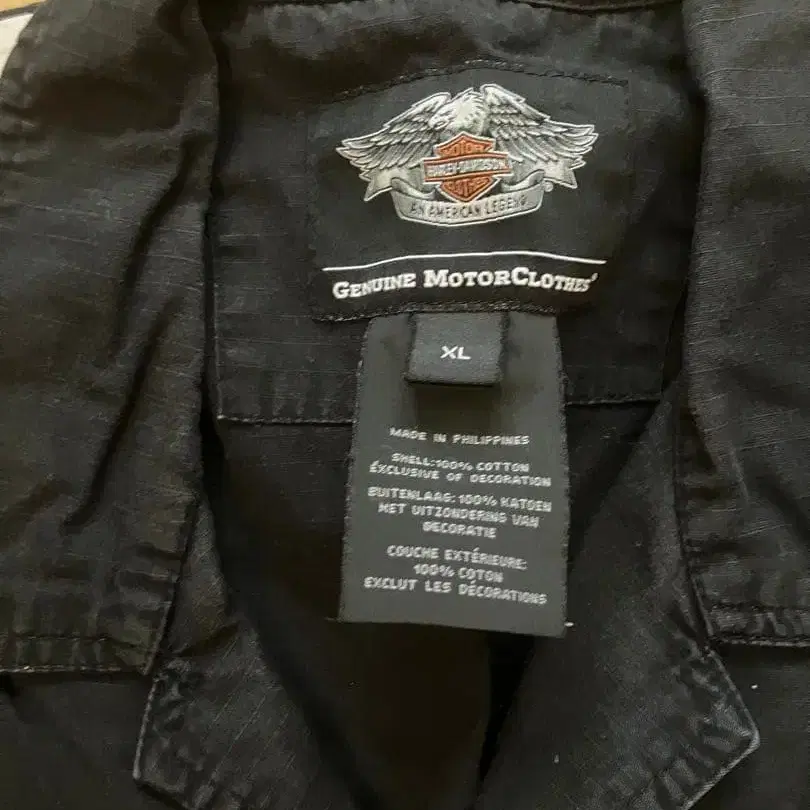 MOTOR
HARLEY-DAVIDSON
CYCLES
AN AMERICAN LEGEND
®
GENUINE MOTORCLOTHES®
XL
MADE IN PHILIPPINES
SHELL:100% COTTON
EXCLUSIVE OF DECORATION
BUITENLAAG: 100% KATOEN
MET UITZONDERING VAN
DECORATIE
COUCHE EXTÉRIEURE:
100% COTON
EXCLUT LES DÉCORATIONS